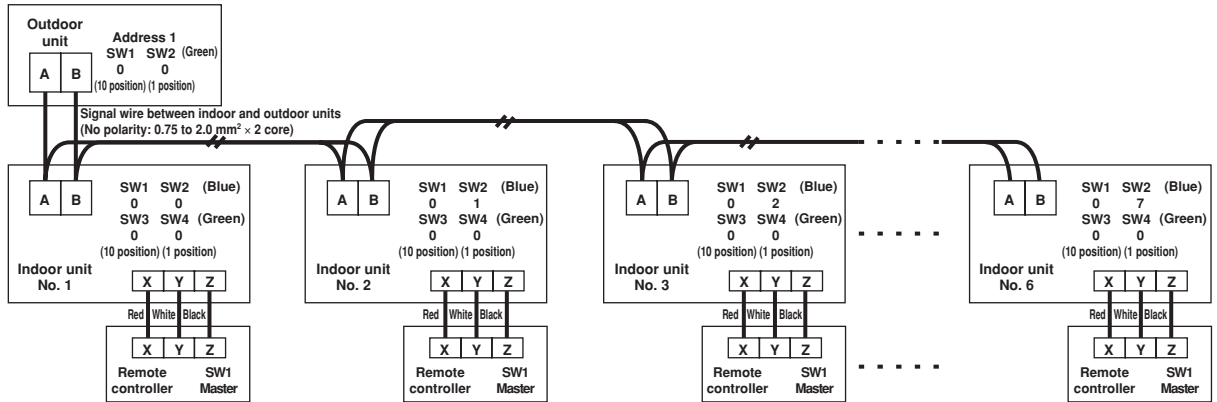 Outdoor
unit
Address 1
SW1 SW2 (Green)
0 0
(10 position) (1 position)
A B
Signal wire between indoor and outdoor units
(No polarity: 0.75 to 2.0 mm² × 2 core)
A B
SW1 SW2 (Blue)
0 0
SW3 SW4 (Green)
0 0
(10 position) (1 position)
Indoor unit
No. 1
X Y Z
Red White Black
X Y Z
Remote
controller
SW1
Master
A B
SW1 SW2 (Blue)
0 1
SW3 SW4 (Green)
0 0
(10 position) (1 position)
Indoor unit
No. 2
X Y Z
Red White Black
X Y Z
Remote
controller
SW1
Master
A B
SW1 SW2 (Blue)
0 2
SW3 SW4 (Green)
0 0
(10 position) (1 position)
Indoor unit
No. 3
X Y Z
Red White Black
X Y Z
Remote
controller
SW1
Master
A B
SW1 SW2 (Blue)
0 7
SW3 SW4 (Green)
0 0
(10 position) (1 position)
Indoor unit
No. 6
X Y Z
Red White Black
X Y Z
Remote
controller
SW1
Master